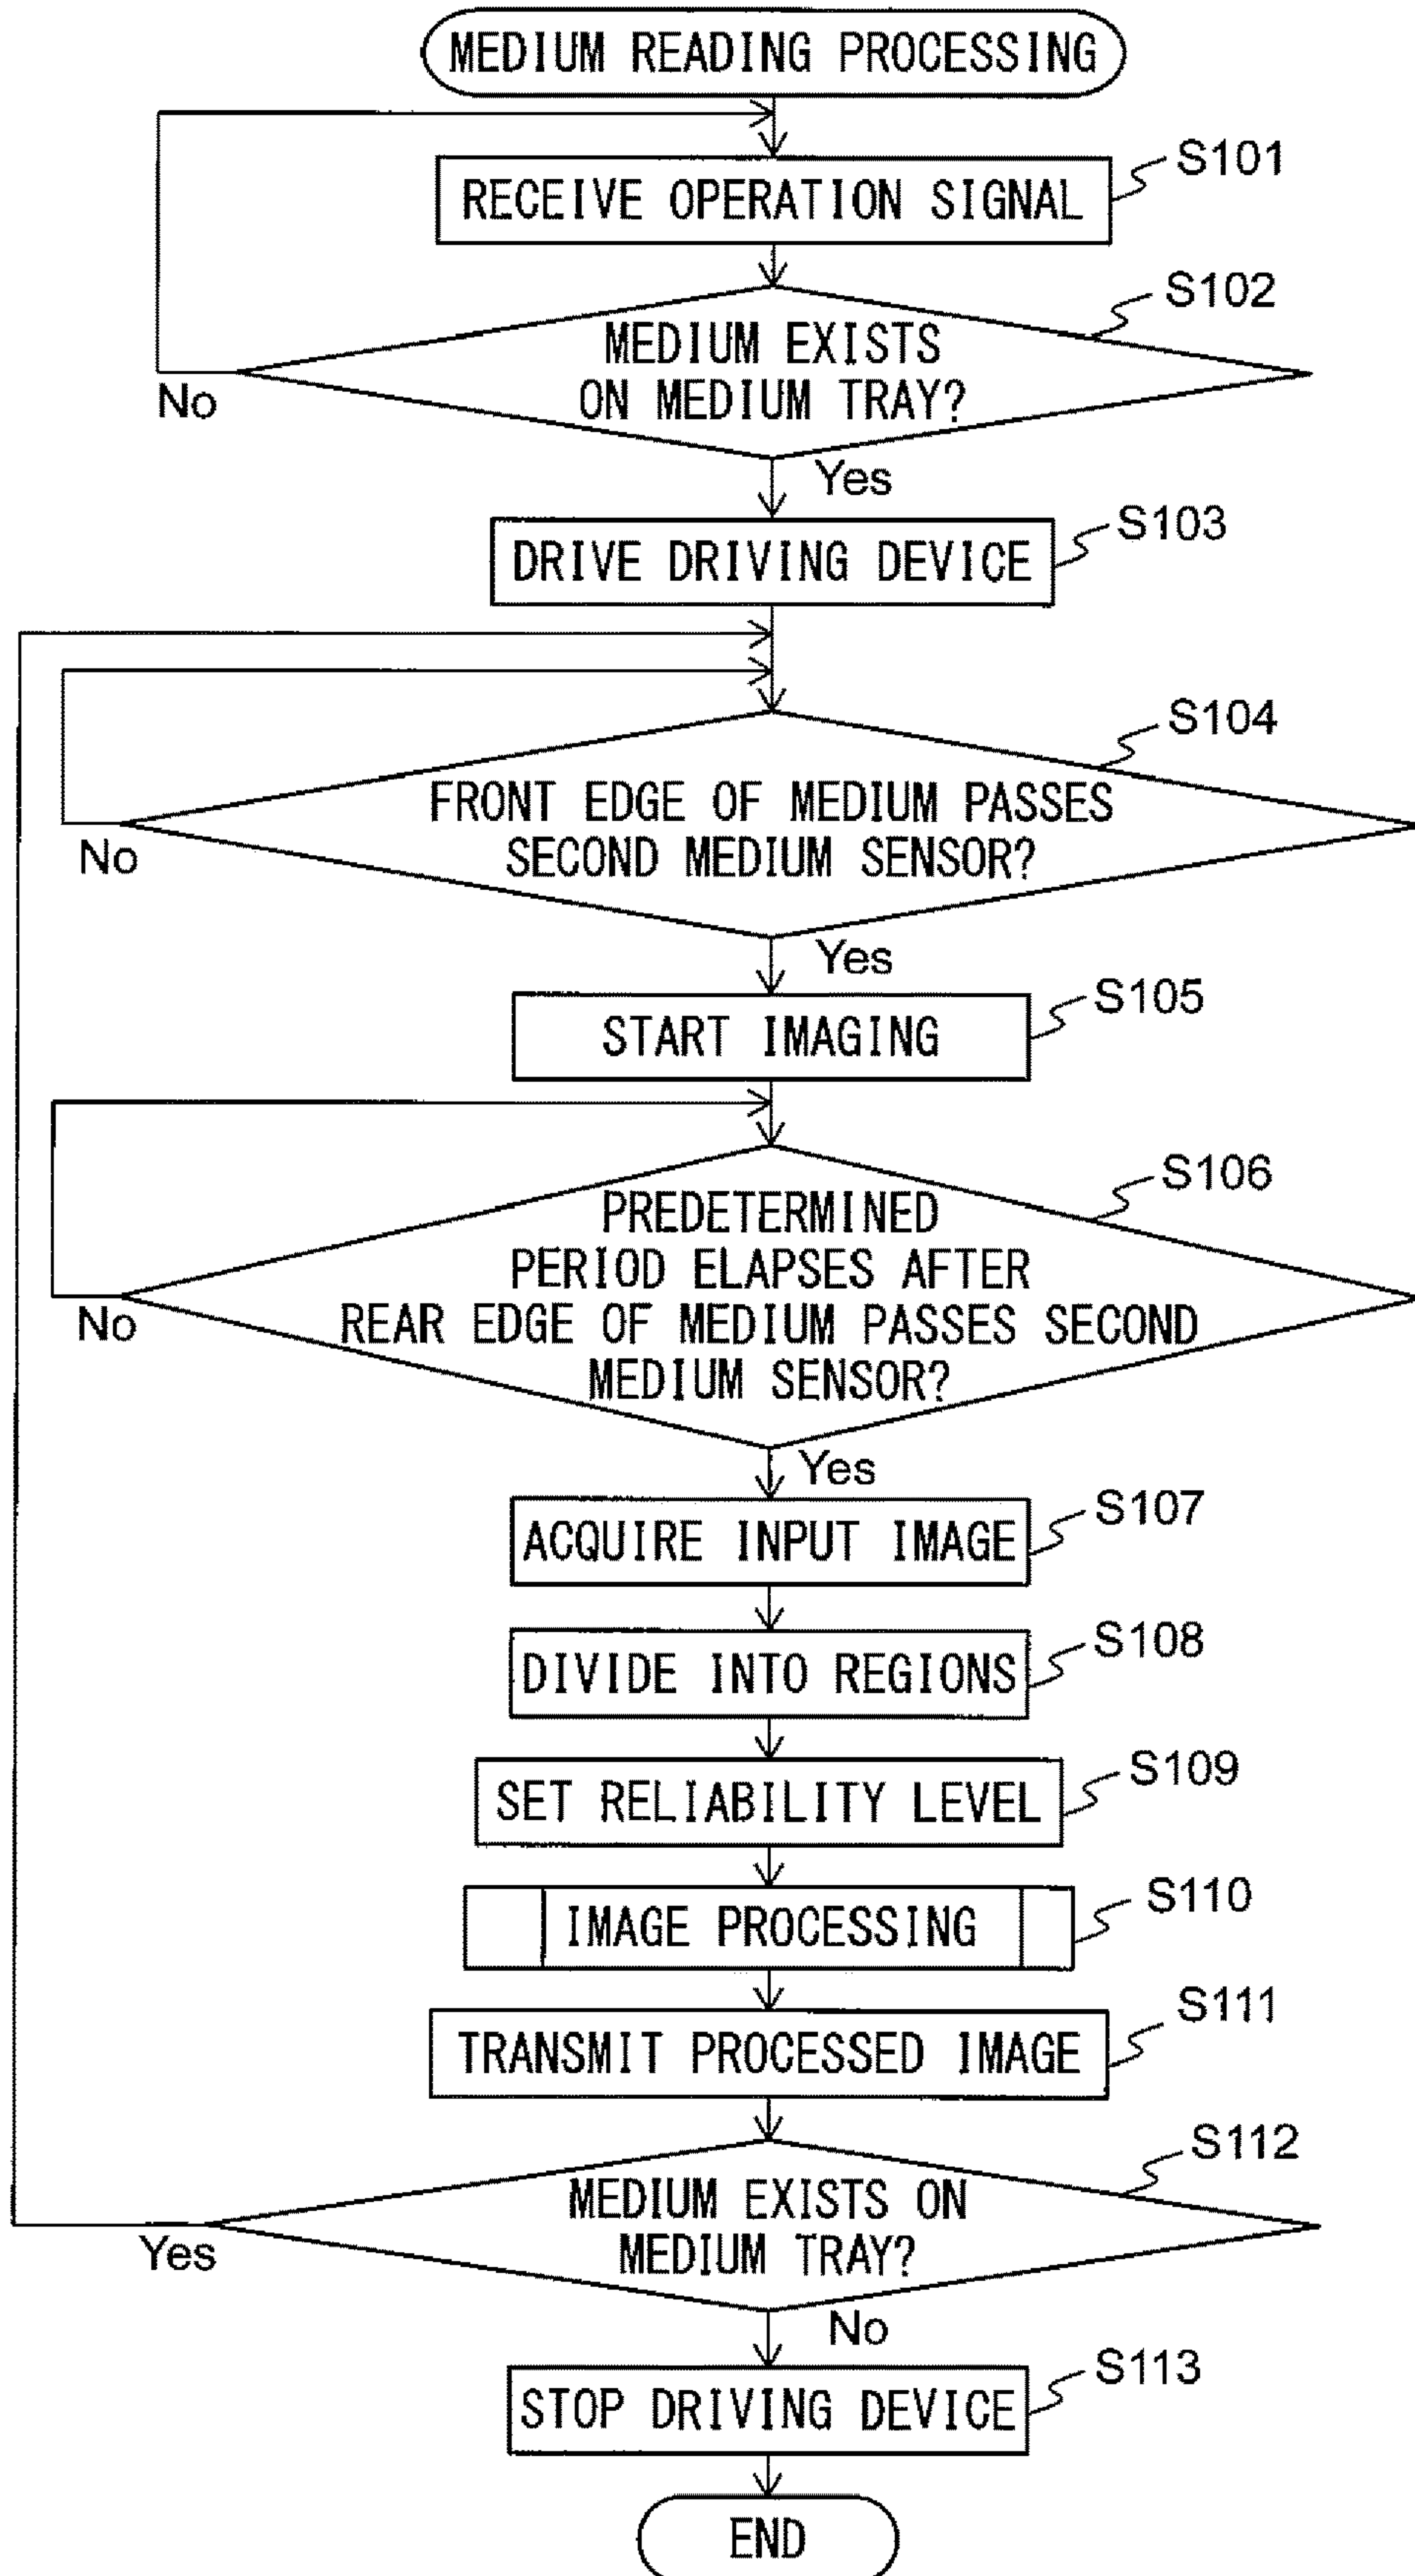 MEDIUM READING PROCESSING
S101
RECEIVE OPERATION SIGNAL
S102
MEDIUM EXISTS
ON MEDIUM TRAY?
No
Yes
S103
DRIVE DRIVING DEVICE
S104
FRONT EDGE OF MEDIUM PASSES
SECOND MEDIUM SENSOR?
No
Yes
S105
START IMAGING
S106
PREDETERMINED
PERIOD ELAPSES AFTER
REAR EDGE OF MEDIUM PASSES SECOND
MEDIUM SENSOR?
No
Yes
S107
ACQUIRE INPUT IMAGE
S108
DIVIDE INTO REGIONS
S109
SET RELIABILITY LEVEL
S110
IMAGE PROCESSING
S111
TRANSMIT PROCESSED IMAGE
S112
MEDIUM EXISTS ON
MEDIUM TRAY?
Yes
No
S113
STOP DRIVING DEVICE
END